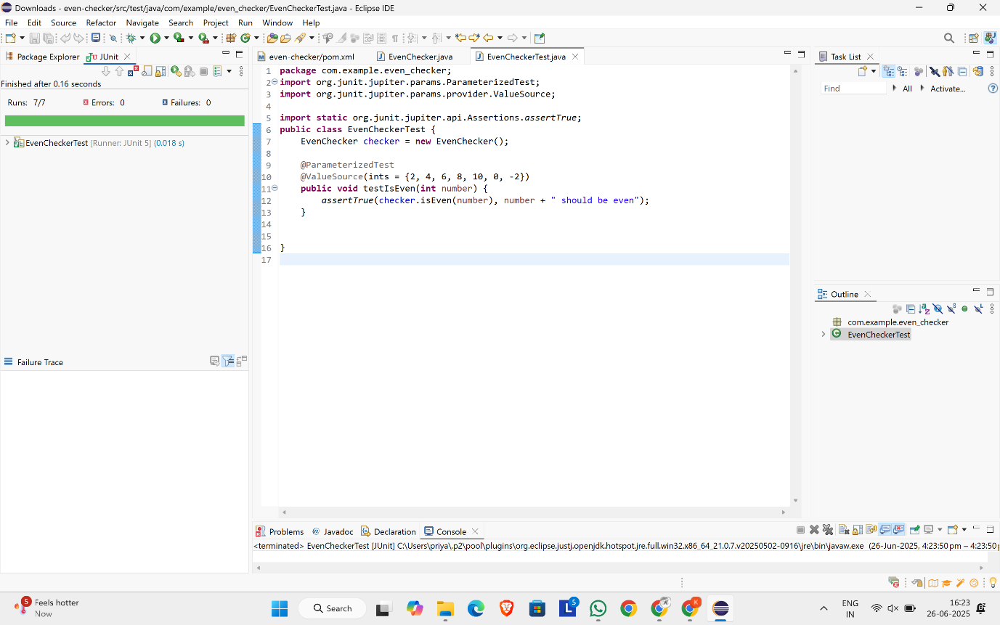 Downloads - even-checker/src/test/java/com/example/even_checker/EvenCheckerTest.java - Eclipse IDE
File Edit Source Refactor Navigate Search Project Run Window Help
Package Explorer JUnit
Finished after 0.16 seconds
Runs: 7/7 Errors: 0 Failures: 0
EvenCheckerTest [Runner: JUnit 5] (0.018 s)
Failure Trace
even-checker/pom.xml EvenChecker.java EvenCheckerTest.java
1 package com.example.even_checker;
2 import org.junit.jupiter.params.ParameterizedTest;
3 import org.junit.jupiter.params.provider.ValueSource;
4
5 import static org.junit.jupiter.api.Assertions.assertTrue;
6 public class EvenCheckerTest {
7 EvenChecker checker = new EvenChecker();
8
9 @ParameterizedTest
10 @ValueSource(ints = {2, 4, 6, 8, 10, 0, -2})
11 public void testIsEven(int number) {
12 assertTrue(checker.isEven(number), number + " should be even");
13 }
14
15
16 }
17
Task List
Find All Activate...
Outline
com.example.even_checker
EvenCheckerTest
Problems @ Javadoc Declaration Console
<terminated> EvenCheckerTest [JUnit] C:\Users\priya\.p2\pool\plugins\org.eclipse.justj.openjdk.hotspot.jre.full.win32.x86_64_21.0.7.v20250502-0916\jre\bin\javaw.exe (26-Jun-2025, 4:23:50 pm – 4:23:50
5 Feels hotter
Now
Search
5
K
ENG
IN
16:23
26-06-2025